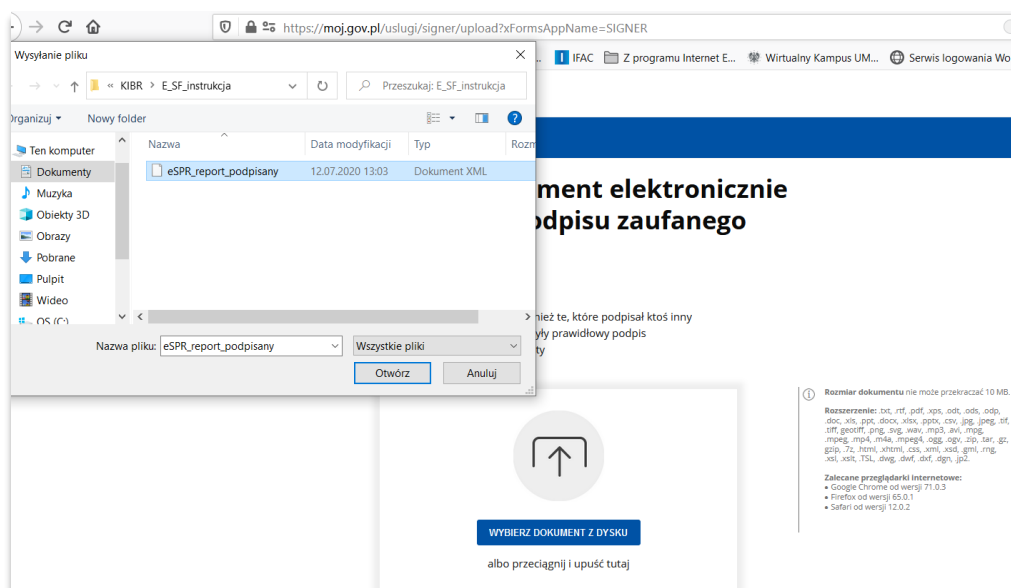 https://moj.gov.pl/uslugi/signer/upload?xFormsAppName=SIGNER
Wysyłanie pliku
IFAC
Z programu Internet E...
Wirtualny Kampus UM...
Serwis logowania Wo
« KIBR > E_SF_instrukcja
Przeszukaj: E_SF_instrukcja
Organizuj
Nowy folder
Ten komputer
Dokumenty
Muzyka
Obiekty 3D
Obrazy
Pobrane
Pulpit
Wideo
OS (C:)
Nazwa
Data modyfikacji
Typ
Rozm
eSPR_report_podpisany
12.07.2020 13:03
Dokument XML
Nazwa pliku:
eSPR_report_podpisany
Wszystkie pliki
Otwórz
Anuluj
ment elektronicznie
odpisu zaufanego
nież te, które podpisał ktoś inny
yły prawidłowy podpis
ty
WYBIERZ DOKUMENT Z DYSKU
albo przeciągnij i upuść tutaj
Rozmiar dokumentu nie może przekraczać 10 MB.
Rozszerzenie: .txt, .rtf, .pdf, .xps, .odt, .ods, .odp,
.doc, .xls, .ppt, .docx, .xlsx, .pptx, .csv, .jpg, .jpeg, .tif,
.tiff, geotiff, .png, .svg, .wav, .mp3, .avi, .mpg,
.mpeg, .mp4, .m4a, .mpeg4, .ogg, .ogv, .zip, .tar, .gz,
gzip, .7z, .html, .xhtml, .css, .xml, .xsd, .gml, .rng,
.xsl, .xslt, .TSL, .dwg, .dwf, .dxf, .dgn, .jp2.
Zalecane przeglądarki internetowe:
• Google Chrome od wersji 71.0.3
• Firefox od wersji 65.0.1
• Safari od wersji 12.0.2